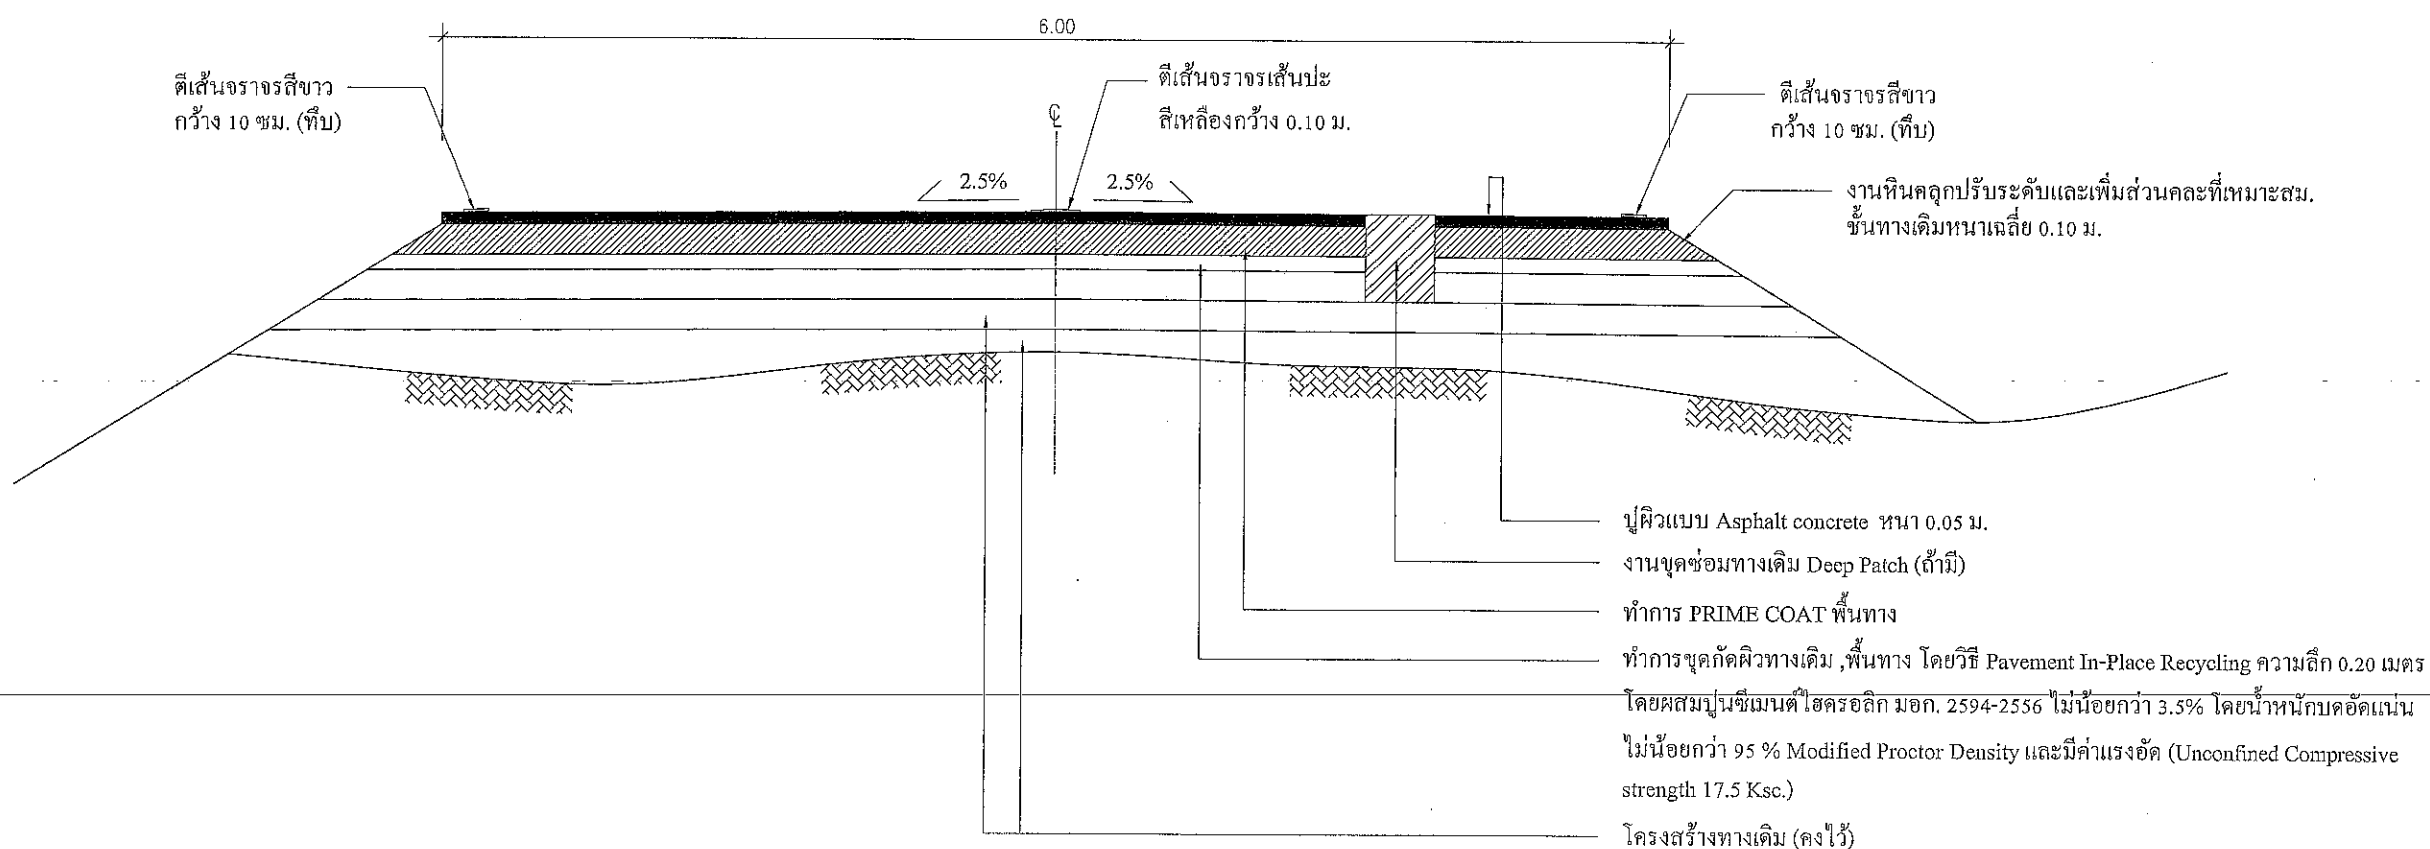 6.00
ตีเส้นจราจรสีขาว
กว้าง 10 ซม. (ทึบ)
ตีเส้นจราจรเส้นปะ
สีเหลืองกว้าง 0.10 ม.
ตีเส้นจราจรสีขาว
กว้าง 10 ซม. (ทึบ)
℄
2.5%
2.5%
งานหินคลุกปรับระดับและเพิ่มส่วนคละที่เหมาะสม.
ชั้นทางเดิมหนาเฉลี่ย 0.10 ม.
ปูผิวแบบ Asphalt concrete หนา 0.05 ม.
งานขุดซ่อมทางเดิม Deep Patch (ถ้ามี)
ทำการ PRIME COAT พื้นทาง
ทำการขุดกัดผิวทางเดิม ,พื้นทาง โดยวิธี Pavement In-Place Recycling ความลึก 0.20 เมตร
โดยผสมปูนซีเมนต์ไฮดรอลิก มอก. 2594-2556 ไม่น้อยกว่า 3.5% โดยน้ำหนักบดอัดแน่น
ไม่น้อยกว่า 95 % Modified Proctor Density และมีค่าแรงอัด (Unconfined Compressive
strength 17.5 Ksc.)
โครงสร้างทางเดิม (คงไว้)